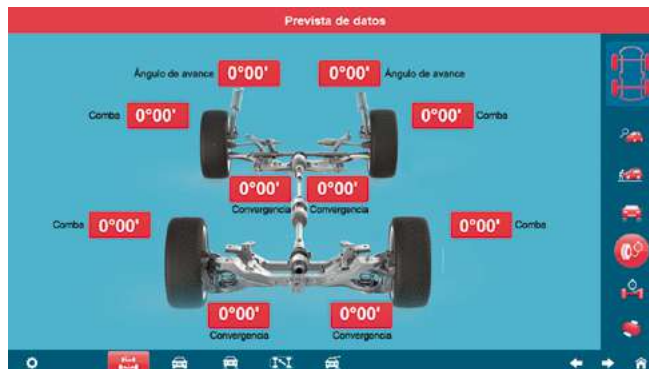 Prevista de datos
Ángulo de avance 0°00' 0°00' Ángulo de avance
Comba 0°00' 0°00' Comba
0°00' 0°00'
Convergencia Convergencia
Comba 0°00' 0°00' Comba
0°00' 0°00'
Convergencia Convergencia